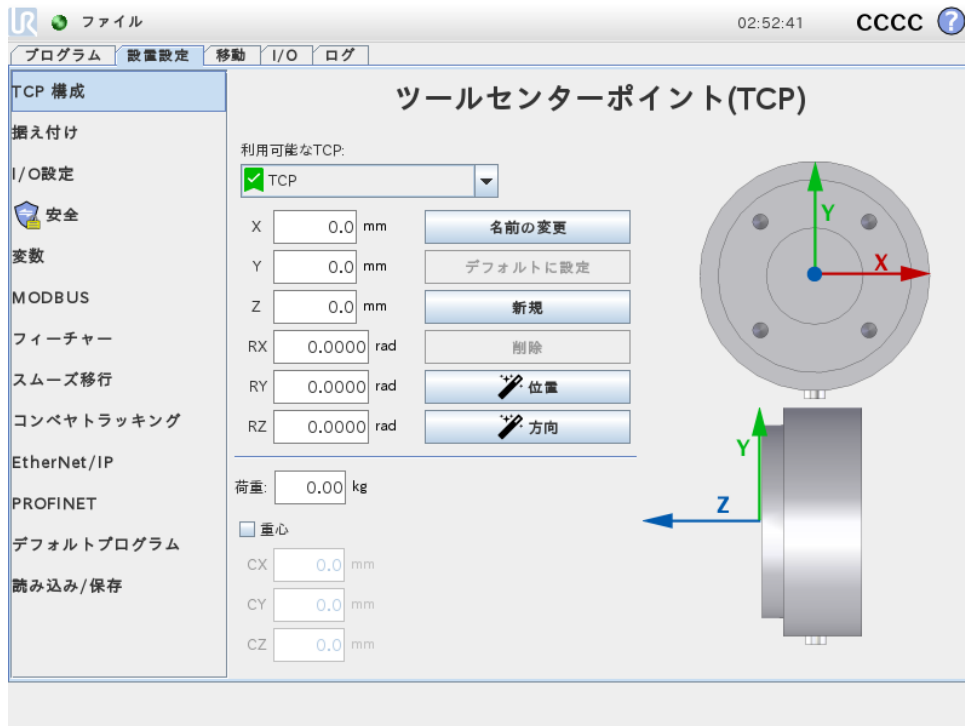 UR ファイル 02:52:41 CCCC ?
プログラム 設置設定 移動 I/O ログ
TCP 構成
据え付け
I/O設定
安全
変数
MODBUS
フィーチャー
スムーズ移行
コンベヤトラッキング
EtherNet/IP
PROFINET
デフォルトプログラム
読み込み/保存
ツールセンターポイント(TCP)
利用可能なTCP:
TCP
X 0.0 mm 名前の変更
Y 0.0 mm デフォルトに設定
Z 0.0 mm 新規
RX 0.0000 rad 削除
RY 0.0000 rad 位置
RZ 0.0000 rad 方向
荷重: 0.00 kg
重心
CX 0.0 mm
CY 0.0 mm
CZ 0.0 mm
Y
X
Y
Z